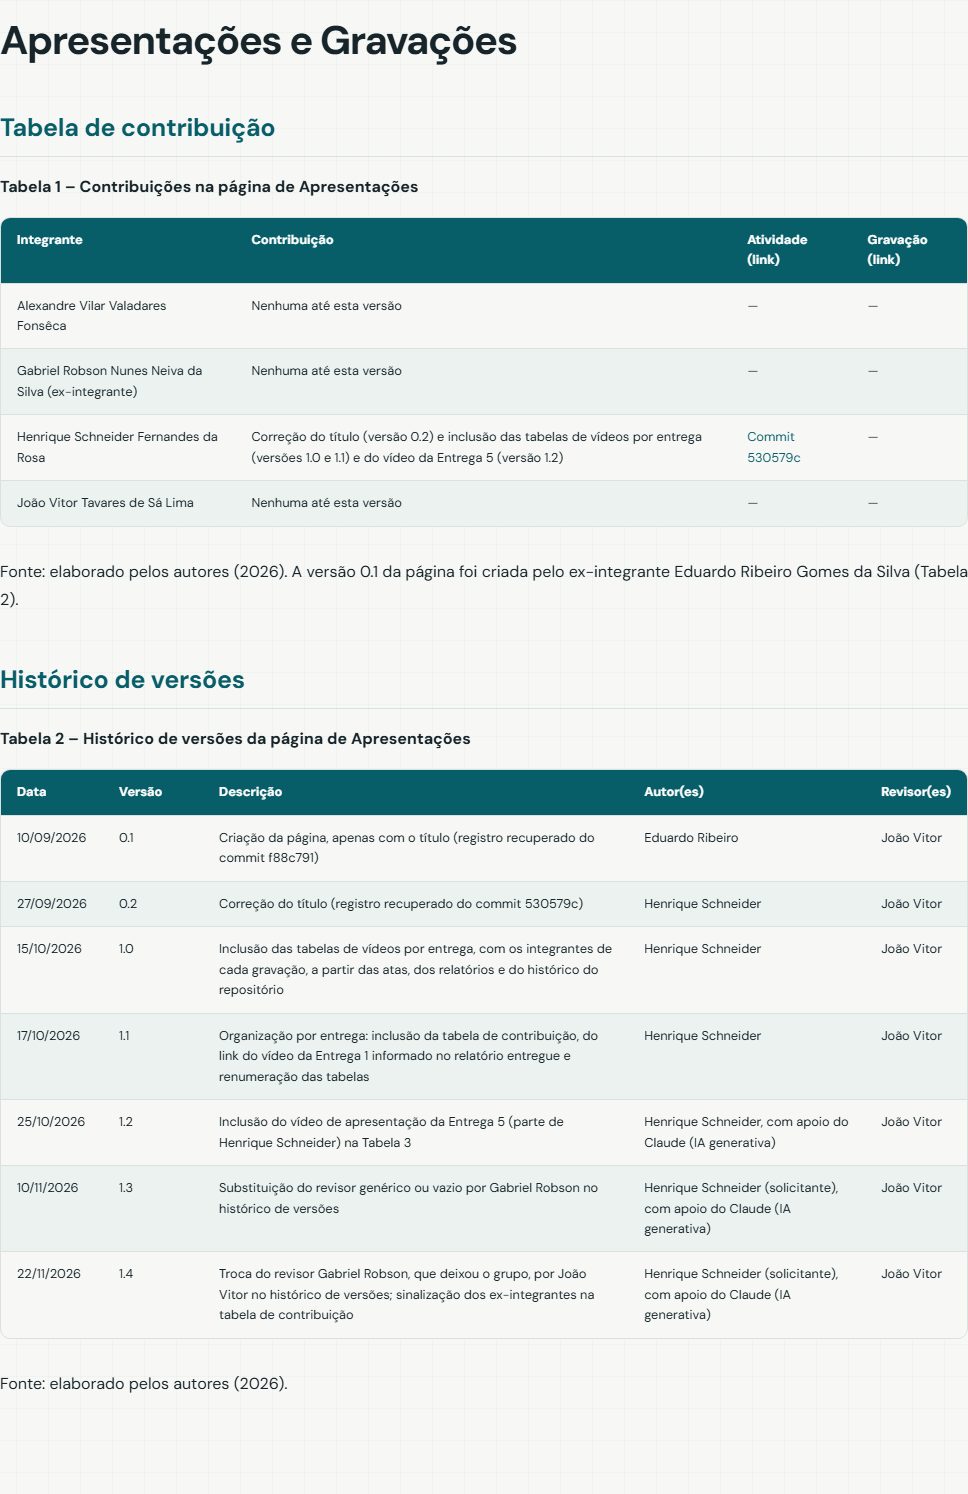 Apresentações e Gravações
Tabela de contribuição
Tabela 1 – Contribuições na página de Apresentações
Integrante Contribuição Atividade (link) Gravação (link)
Alexandre Vilar Valadares Fonsêca Nenhuma até esta versão — —
Gabriel Robson Nunes Neiva da Silva (ex-integrante) Nenhuma até esta versão — —
Henrique Schneider Fernandes da Rosa Correção do título (versão 0.2) e inclusão das tabelas de vídeos por entrega (versões 1.0 e 1.1) e do vídeo da Entrega 5 (versão 1.2) Commit 530579c —
João Vitor Tavares de Sá Lima Nenhuma até esta versão — —
Fonte: elaborado pelos autores (2026). A versão 0.1 da página foi criada pelo ex-integrante Eduardo Ribeiro Gomes da Silva (Tabela
2).
Histórico de versões
Tabela 2 – Histórico de versões da página de Apresentações
Data Versão Descrição Autor(es) Revisor(es)
10/09/2026 0.1 Criação da página, apenas com o título (registro recuperado do commit f88c791) Eduardo Ribeiro João Vitor
27/09/2026 0.2 Correção do título (registro recuperado do commit 530579c) Henrique Schneider João Vitor
15/10/2026 1.0 Inclusão das tabelas de vídeos por entrega, com os integrantes de cada gravação, a partir das atas, dos relatórios e do histórico do repositório Henrique Schneider João Vitor
17/10/2026 1.1 Organização por entrega: inclusão da tabela de contribuição, do link do vídeo da Entrega 1 informado no relatório entregue e renumeração das tabelas Henrique Schneider João Vitor
25/10/2026 1.2 Inclusão do vídeo de apresentação da Entrega 5 (parte de Henrique Schneider) na Tabela 3 Henrique Schneider, com apoio do Claude (IA generativa) João Vitor
10/11/2026 1.3 Substituição do revisor genérico ou vazio por Gabriel Robson no histórico de versões Henrique Schneider (solicitante), com apoio do Claude (IA generativa) João Vitor
22/11/2026 1.4 Troca do revisor Gabriel Robson, que deixou o grupo, por João Vitor no histórico de versões; sinalização dos ex-integrantes na tabela de contribuição Henrique Schneider (solicitante), com apoio do Claude (IA generativa) João Vitor
Fonte: elaborado pelos autores (2026).